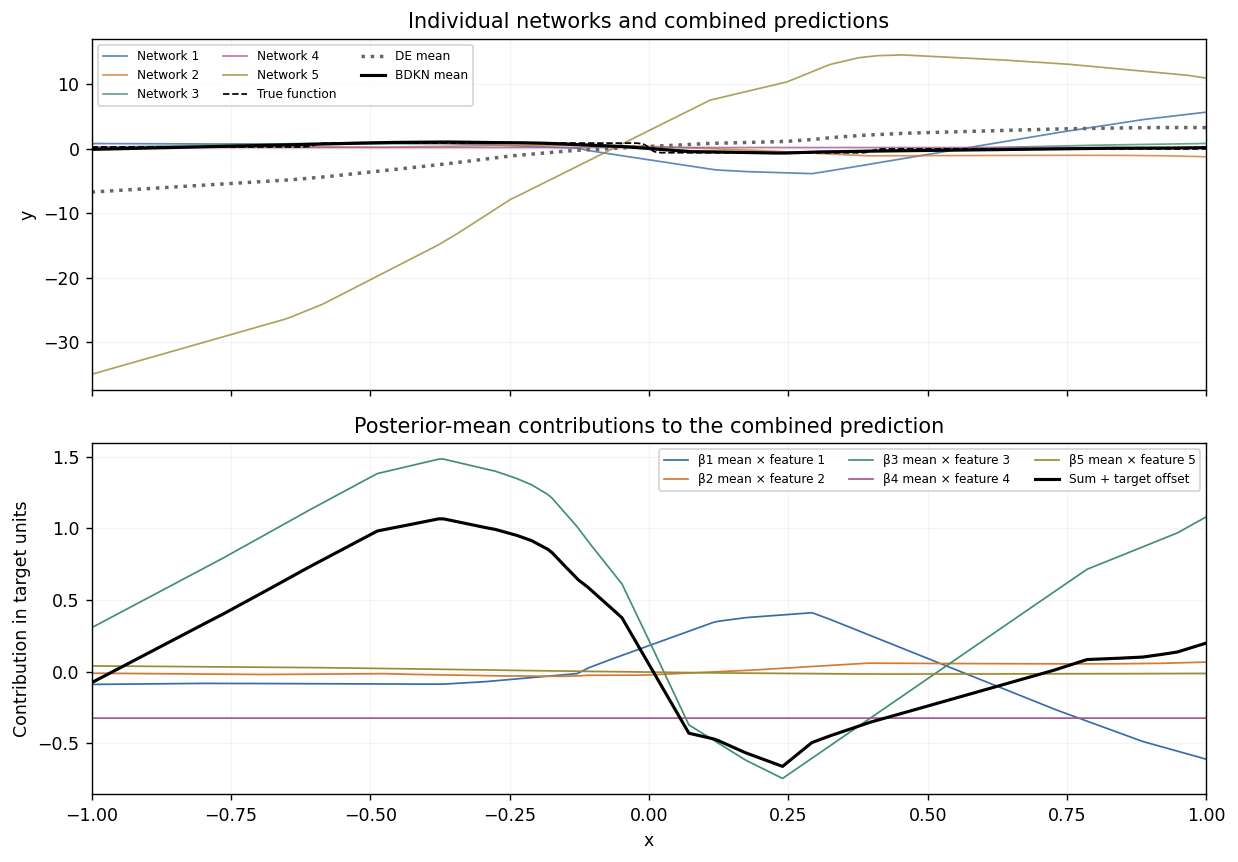 Individual networks and combined predictions
Network 1
Network 2
Network 3
Network 4
Network 5
True function
DE mean
BDKN mean
10
0
−10
−20
−30
y
Posterior-mean contributions to the combined prediction
β1 mean × feature 1
β2 mean × feature 2
β3 mean × feature 3
β4 mean × feature 4
β5 mean × feature 5
Sum + target offset
1.5
1.0
0.5
0.0
−0.5
Contribution in target units
−1.00 −0.75 −0.50 −0.25 0.00 0.25 0.50 0.75 1.00
x